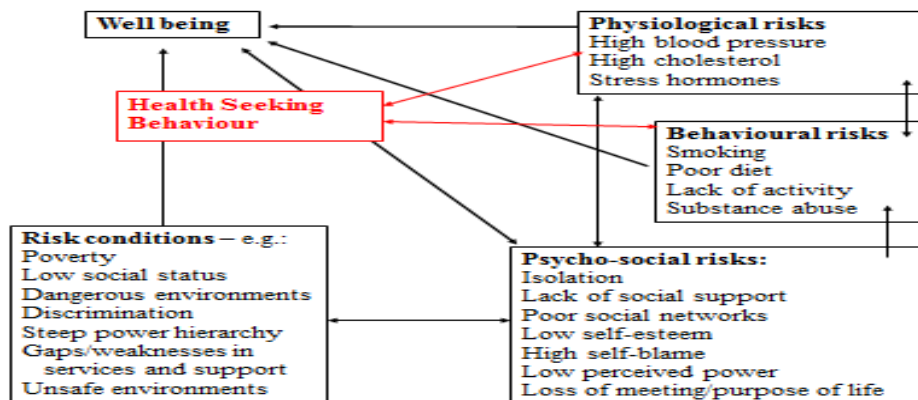 Well being
Physiological risks
High blood pressure
High cholesterol
Stress hormones
Health Seeking
Behaviour
Behavioural risks
Smoking
Poor diet
Lack of activity
Substance abuse
Risk conditions – e.g.:
Poverty
Low social status
Dangerous environments
Discrimination
Steep power hierarchy
Gaps/weaknesses in
services and support
Unsafe environments
Psycho-social risks:
Isolation
Lack of social support
Poor social networks
Low self-esteem
High self-blame
Low perceived power
Loss of meeting/purpose of life